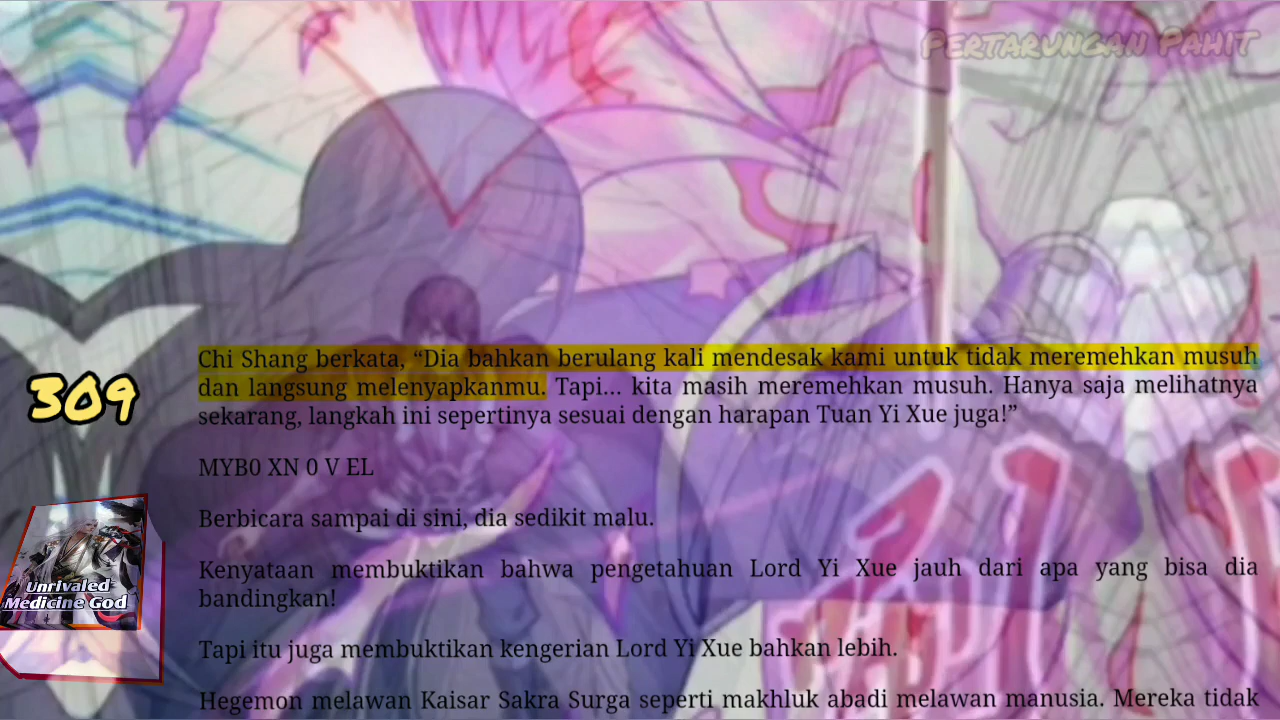 Pertarungan Pahit
Chi Shang berkata, “Dia bahkan berulang kali mendesak kami untuk tidak meremehkan musuh
dan langsung melenyapkanmu. Tapi... kita masih meremehkan musuh. Hanya saja melihatnya
sekarang, langkah ini sepertinya sesuai dengan harapan Tuan Yi Xue juga!”
309
MYB0 XN 0 V EL
Berbicara sampai di sini, dia sedikit malu.
Kenyataan membuktikan bahwa pengetahuan Lord Yi Xue jauh dari apa yang bisa dia
bandingkan!
Unrivaled
Medicine God
Tapi itu juga membuktikan kengerian Lord Yi Xue bahkan lebih.
Hegemon melawan Kaisar Sakra Surga seperti makhluk abadi melawan manusia. Mereka tidak